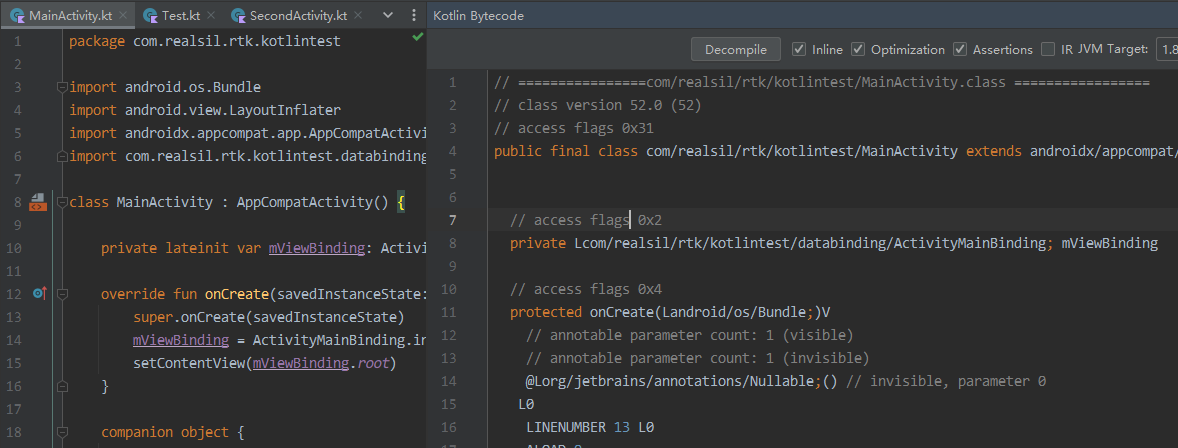 MainActivity.kt Test.kt SecondActivity.kt
1 package com.realsil.rtk.kotlintest
2
3 import android.os.Bundle
4 import android.view.LayoutInflater
5 import androidx.appcompat.app.AppCompatActivi
6 import com.realsil.rtk.kotlintest.databinding
7
8 class MainActivity : AppCompatActivity() {
9
10 private lateinit var mViewBinding: Activi
11
12 override fun onCreate(savedInstanceState:
13 super.onCreate(savedInstanceState)
14 mViewBinding = ActivityMainBinding.in
15 setContentView(mViewBinding.root)
16 }
17
18 companion object {
Kotlin Bytecode
Decompile Inline Optimization Assertions IR JVM Target: 1.8
1 // =================com/realsil/rtk/kotlintest/MainActivity.class =================
2 // class version 52.0 (52)
3 // access flags 0x31
4 public final class com/realsil/rtk/kotlintest/MainActivity extends androidx/appcompat/
5
6
7 // access flags 0x2
8 private Lcom/realsil/rtk/kotlintest/databinding/ActivityMainBinding; mViewBinding
9
10 // access flags 0x4
11 protected onCreate(Landroid/os/Bundle;)V
12 // annotable parameter count: 1 (visible)
13 // annotable parameter count: 1 (invisible)
14 @Lorg/jetbrains/annotations/Nullable;() // invisible, parameter 0
15 L0
16 LINENUMBER 13 L0
17